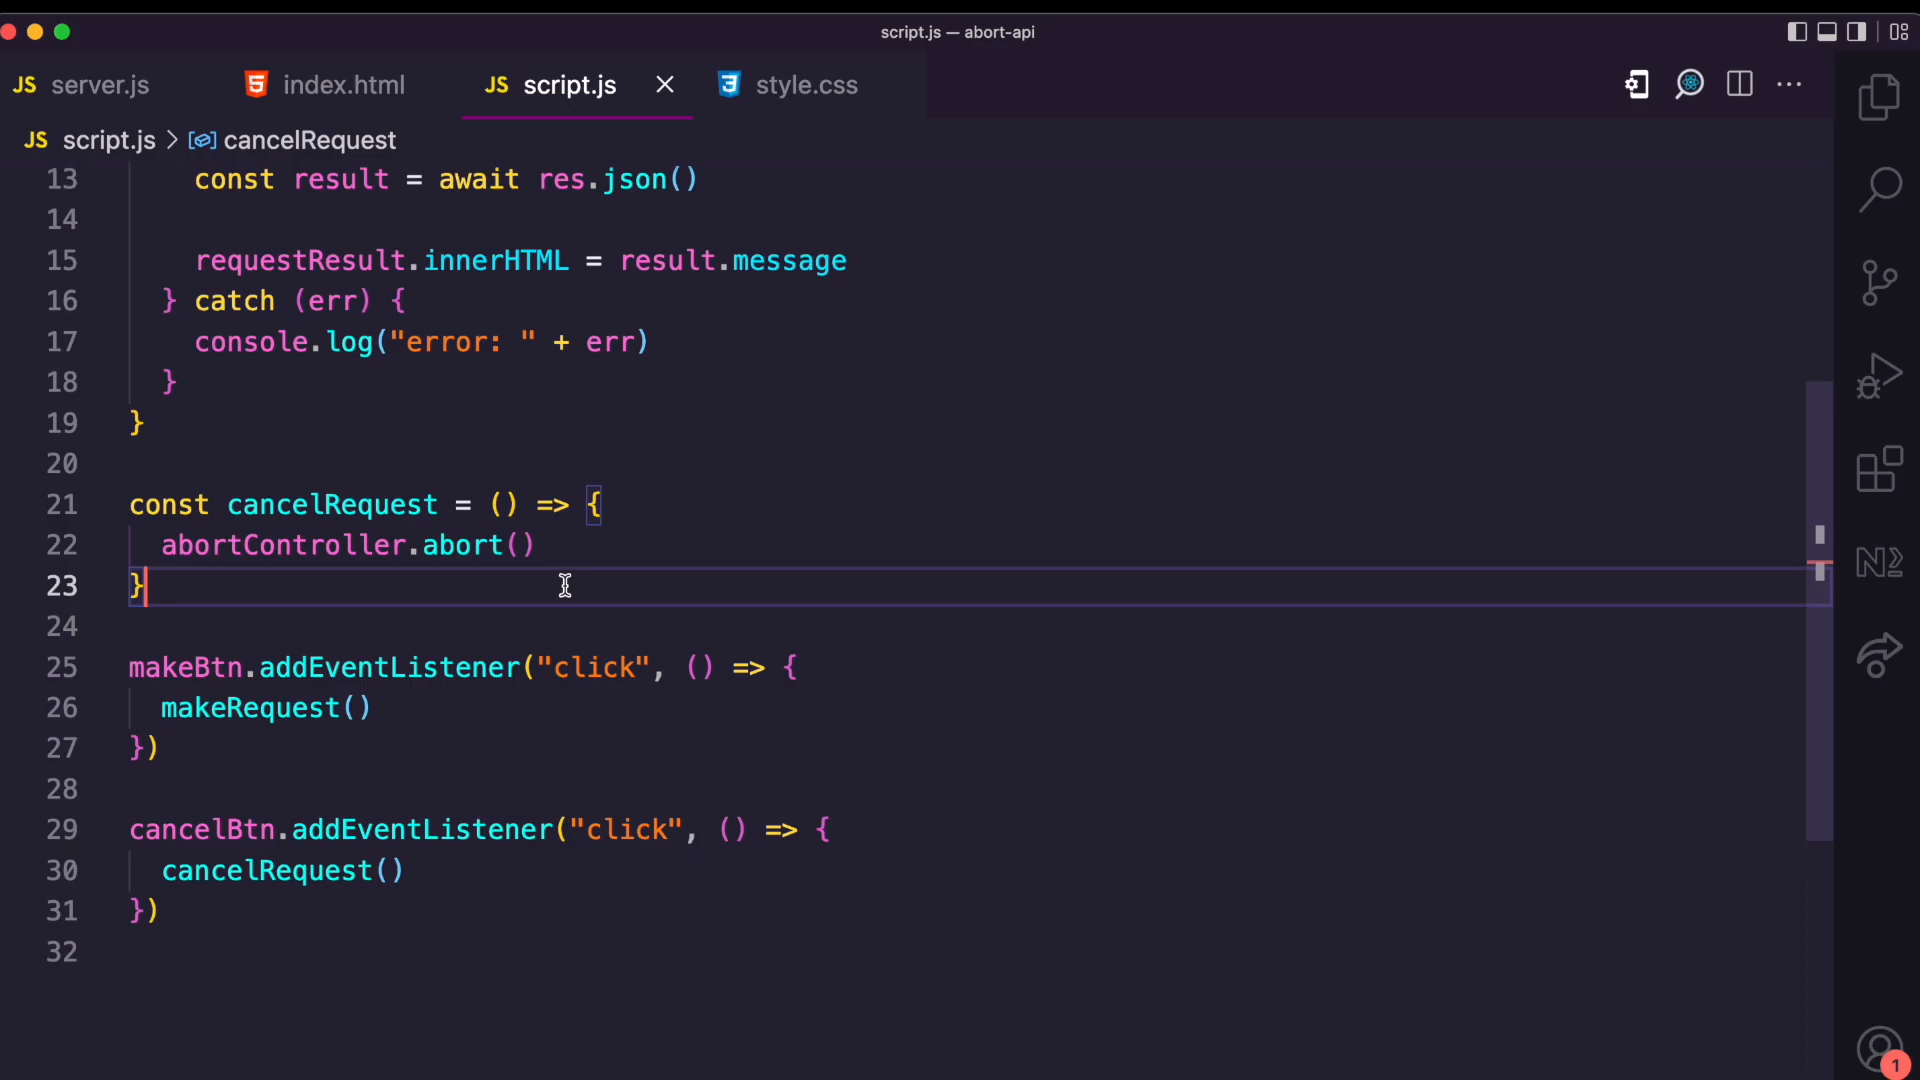 script.js — abort-api
JS server.js
5 index.html
JS script.js
3 style.css
JS script.js > cancelRequest
13 const result = await res.json()
14
15 requestResult.innerHTML = result.message
16 } catch (err) {
17 console.log("error: " + err)
18 }
19 }
20
21 const cancelRequest = () => {
22 abortController.abort()
23 }
24
25 makeBtn.addEventListener("click", () => {
26 makeRequest()
27 })
28
29 cancelBtn.addEventListener("click", () => {
30 cancelRequest()
31 })
32
1